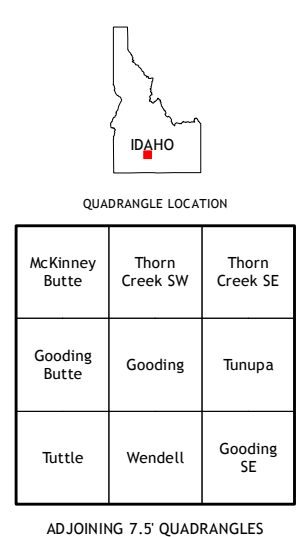 IDAHO
QUADRANGLE LOCATION
McKinney
Butte
Thorn
Creek SW
Thorn
Creek SE
Gooding
Butte
Gooding
Tunupa
Tuttle
Wendell
Gooding
SE
ADJOINING 7.5' QUADRANGLES